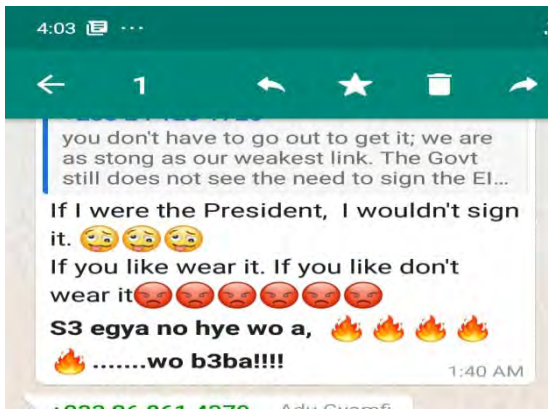 4:03 ...
1
you don't have to go out to get it; we are
as stong as our weakest link. The Govt
still does not see the need to sign the EI...
If I were the President, I wouldn't sign
it. 🤪🤪🤪
If you like wear it. If you like don't
wear it😡😡😡😡😡😡
S3 egya no hye wo a, 🔥 🔥 🔥 🔥
🔥 .......wo b3ba!!!!
1:40 AM